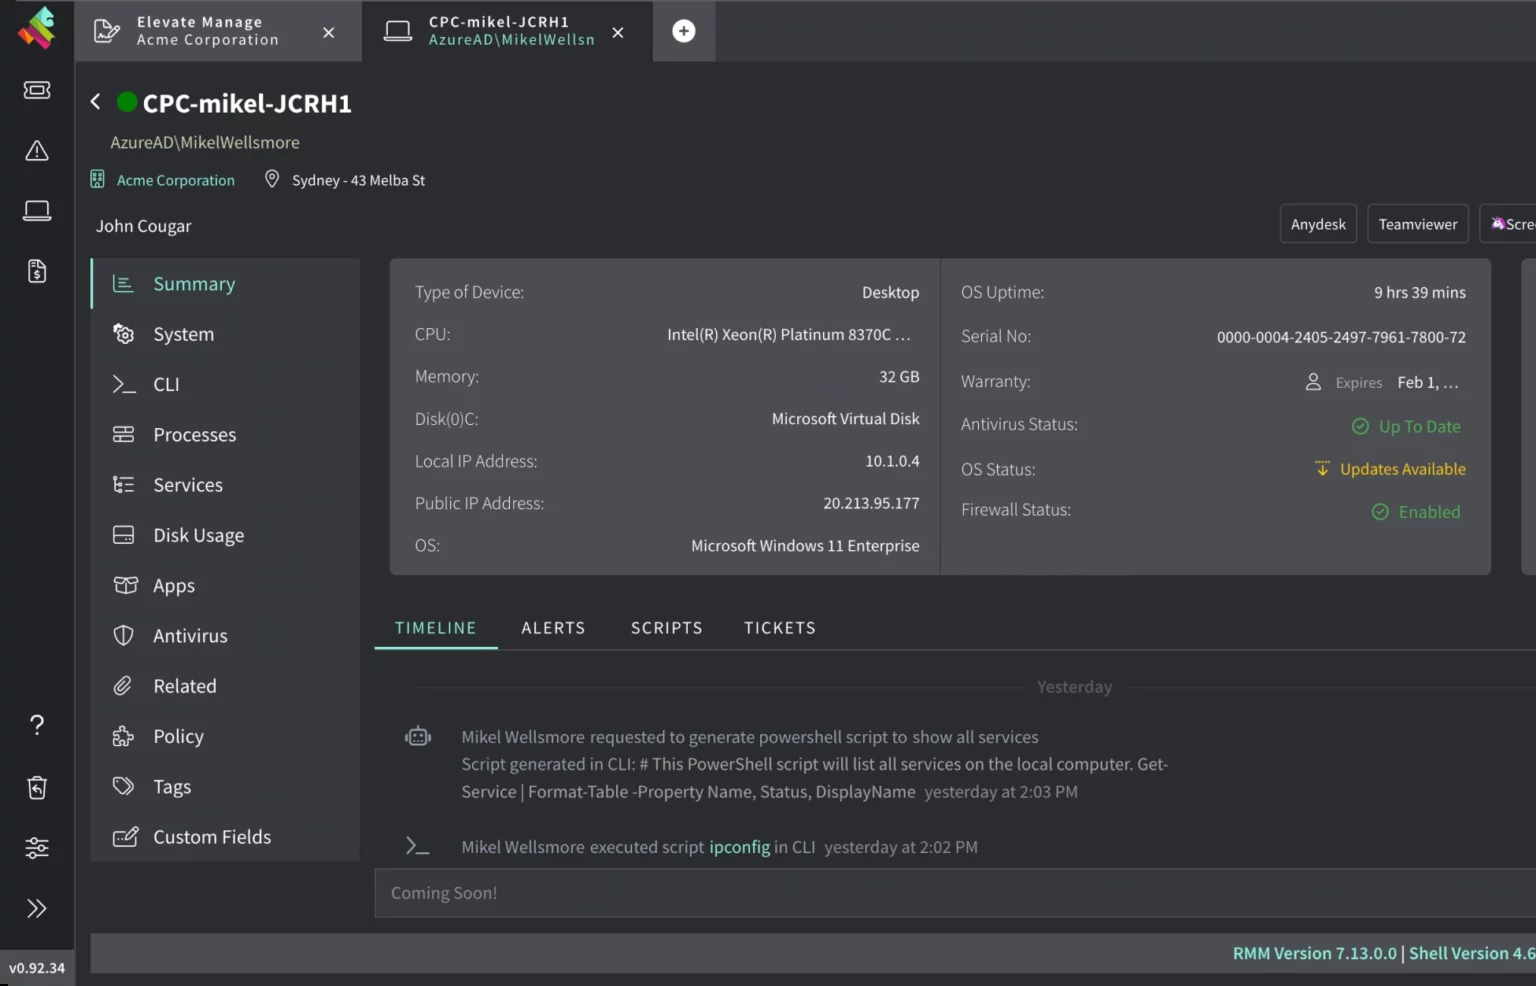 Elevate Manage
Acme Corporation
CPC-mikel-JCRH1
AzureAD\MikelWellsn
CPC-mikel-JCRH1
AzureAD\MikelWellsmore
Acme Corporation
Sydney - 43 Melba St
John Cougar
Anydesk
Teamviewer
Scre
Summary
System
CLI
Processes
Services
Disk Usage
Apps
Antivirus
Related
Policy
Tags
Custom Fields
Type of Device: Desktop
CPU: Intel(R) Xeon(R) Platinum 8370C ...
Memory: 32 GB
Disk(0)C: Microsoft Virtual Disk
Local IP Address: 10.1.0.4
Public IP Address: 20.213.95.177
OS: Microsoft Windows 11 Enterprise
OS Uptime: 9 hrs 39 mins
Serial No: 0000-0004-2405-2497-7961-7800-72
Warranty: Expires Feb 1, ...
Antivirus Status: Up To Date
OS Status: Updates Available
Firewall Status: Enabled
TIMELINE
ALERTS
SCRIPTS
TICKETS
Yesterday
Mikel Wellsmore requested to generate powershell script to show all services
Script generated in CLI: # This PowerShell script will list all services on the local computer. Get-
Service | Format-Table -Property Name, Status, DisplayName yesterday at 2:03 PM
Mikel Wellsmore executed script ipconfig in CLI yesterday at 2:02 PM
Coming Soon!
v0.92.34
RMM Version 7.13.0.0 | Shell Version 4.6